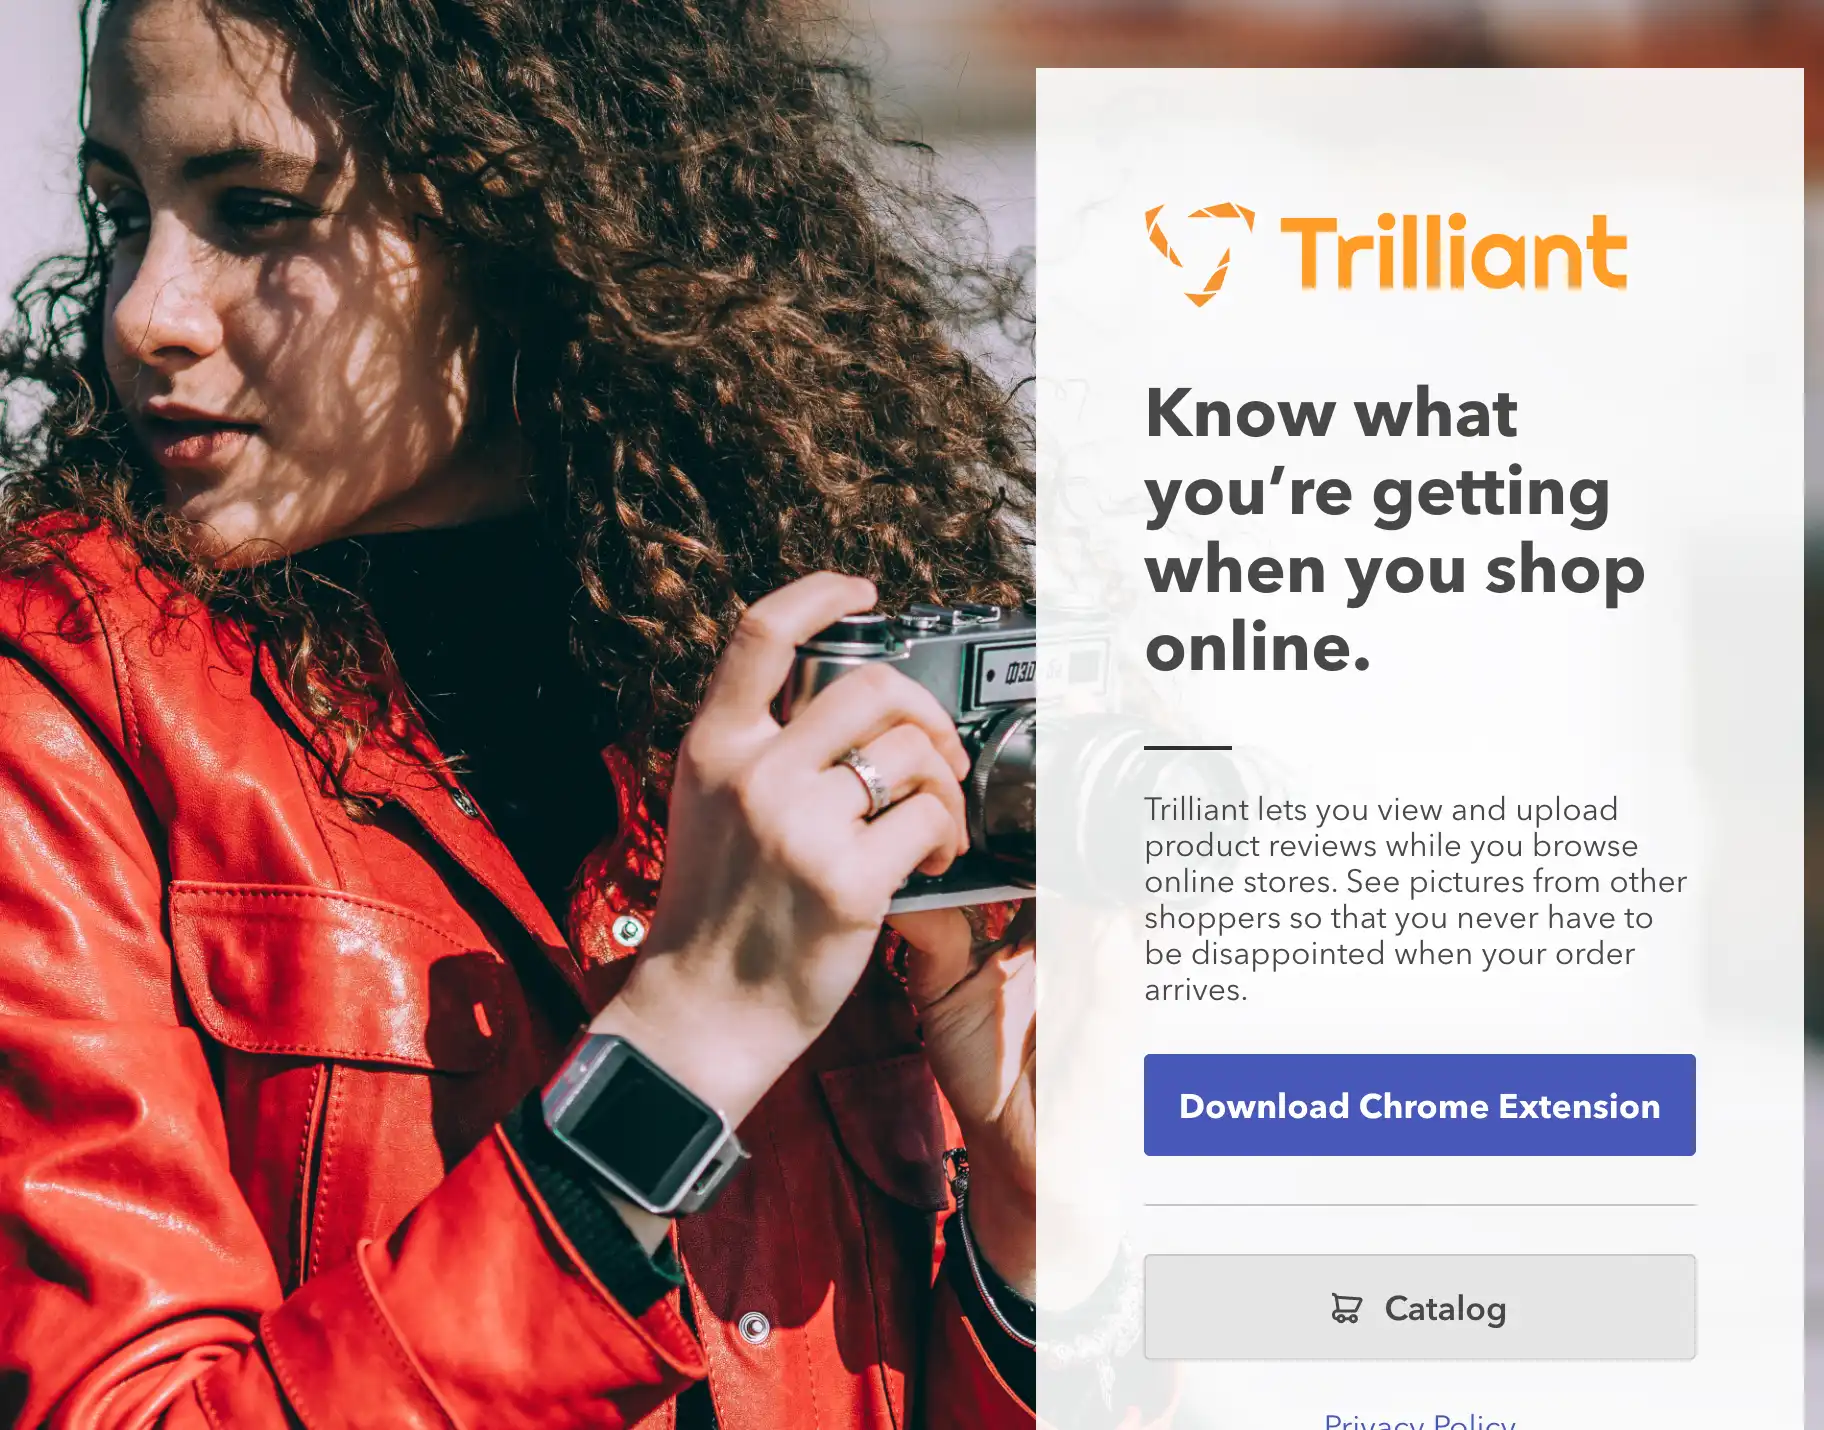 Trilliant
Know what
you’re getting
when you shop
online.
ФЭД
Trilliant lets you view and upload
product reviews while you browse
online stores. See pictures from other
shoppers so that you never have to
be disappointed when your order
arrives.
Download Chrome Extension
Catalog
Privacy Policy